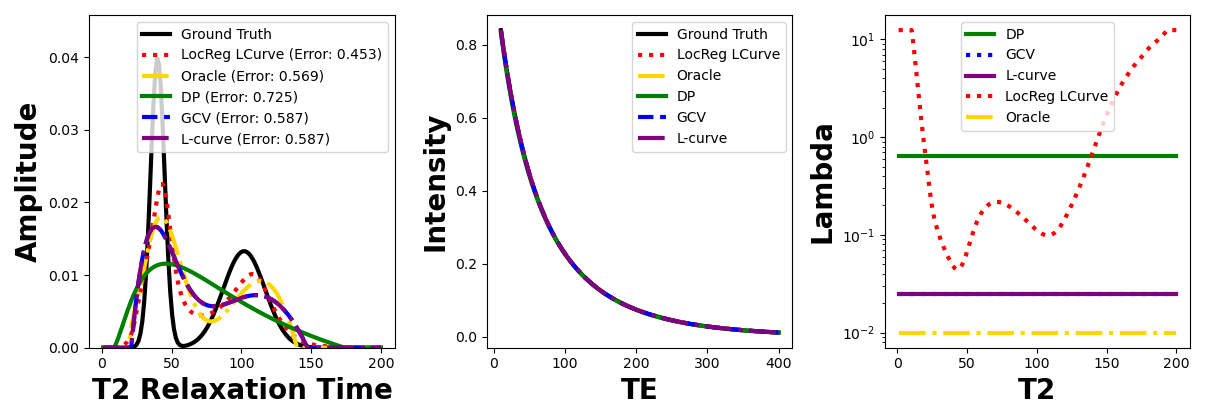 Amplitude
0.04
0.03
0.02
0.01
0.00
0
50
100
150
200
T2 Relaxation Time
Ground Truth
LocReg LCurve (Error: 0.453)
Oracle (Error: 0.569)
DP (Error: 0.725)
GCV (Error: 0.587)
L-curve (Error: 0.587)
Intensity
0.8
0.6
0.4
0.2
0.0
0
100
200
300
400
TE
Ground Truth
LocReg LCurve
Oracle
DP
GCV
L-curve
Lambda
10¹
10⁰
10⁻¹
10⁻²
0
50
100
150
200
T2
DP
GCV
L-curve
LocReg LCurve
Oracle